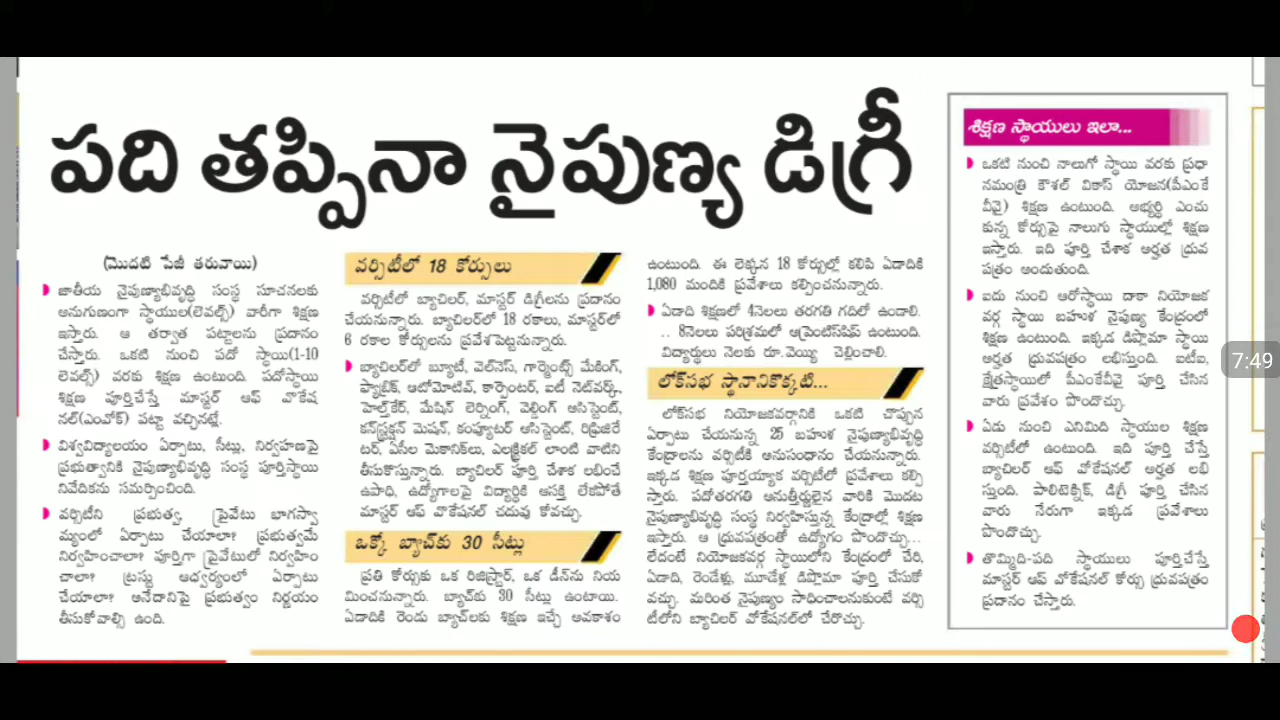 పది తప్పినా నైపుణ్య డిగ్రీ
(మొదటి పేజీ తరువాయి)
జాతీయ నైపుణ్యాభివృద్ధి సంస్థ సూచనలకు
అనుగుణంగా స్థాయుల(లెవల్స్) వారీగా శిక్షణ
ఇస్తారు. ఆ తర్వాత పట్టాలను ప్రదానం
చేస్తారు. ఒకటి నుంచి పదో స్థాయి(1-10
లెవల్స్) వరకు శిక్షణ ఉంటుంది. పదోస్థాయి
శిక్షణ పూర్తిచేస్తే మాస్టర్ ఆఫ్ వొకేష
నల్(ఎంవోక్) పట్టా వచ్చినట్లే.
విశ్వవిద్యాలయం ఏర్పాటు, సీట్లు, నిర్వహణపై
ప్రభుత్వానికి నైపుణ్యాభివృద్ధి సంస్థ పూర్తిస్థాయి
నివేదికను సమర్పించింది.
వర్సిటీని ప్రభుత్వ, ప్రైవేటు భాగస్వా
మ్యంలో ఏర్పాటు చేయాలా? ప్రభుత్వమే
నిర్వహించాలా? పూర్తిగా ప్రైవేటులో నిర్వహిం
చాలా? ట్రస్టు ఆధ్వర్యంలో ఏర్పాటు
చేయాలా? అనేదానిపై ప్రభుత్వం నిర్ణయం
తీసుకోవాల్సి ఉంది.
వర్సిటీలో 18 కోర్సులు
వర్సిటీలో బ్యాచిలర్, మాస్టర్ డిగ్రీలను ప్రదానం
చేయనున్నారు. బ్యాచిలర్‌లో 18 రకాలు, మాస్టర్‌లో
6 రకాల కోర్సులను ప్రవేశపెట్టనున్నారు.
బ్యాచిలర్‌లో బ్యూటీ, వెల్‌నెస్, గార్మెంట్స్ మేకింగ్,
ఫ్యాబ్రిక్, ఆటోమోటివ్, కార్పెంటర్, ఐటీ నెట్‌వర్క్,
హెల్త్‌కేర్, మేషిన్ లెర్నింగ్, వెల్డింగ్ అసిస్టెంట్,
కన్‌స్ట్రక్షన్ మెషన్, కంప్యూటర్ అసిస్టెంట్, రిఫ్రిజిరే
టర్, ఏసీల మెకానిక్‌లు, ఎలక్ట్రికల్ లాంటి వాటిని
తీసుకొస్తున్నారు. బ్యాచిలర్ పూర్తి చేశాక లభించే
ఉపాధి, ఉద్యోగాలపై విద్యార్థికి ఆసక్తి లేకపోతే
మాస్టర్ ఆఫ్ వొకేషనల్ చదువు కోవచ్చు.
ఒక్కో బ్యాచ్‌కు 30 సీట్లు
ప్రతి కోర్సుకు ఒక రిజిస్ట్రార్, ఒక డీన్‌ను నియ
మించనున్నారు. బ్యాచ్‌కు 30 సీట్లు ఉంటాయి.
ఏడాదికి రెండు బ్యాచ్‌లకు శిక్షణ ఇచ్చే అవకాశం
ఉంటుంది. ఈ లెక్కన 18 కోర్సుల్లో కలిపి ఏడాదికి
1,080 మందికి ప్రవేశాలు కల్పించనున్నారు.
ఏడాది శిక్షణలో 4నెలలు తరగతి గదిలో ఉండాలి.
.. 8నెలలు పరిశ్రమలో అప్రెంటిస్‌షిప్ ఉంటుంది.
విద్యార్థులు నెలకు రూ.వెయ్యి చెల్లించాలి.
లోక్‌సభ స్థానానికొక్కటి...
లోక్‌సభ నియోజకవర్గానికి ఒకటి చొప్పున
ఏర్పాటు చేయనున్న 25 బహుళ నైపుణ్యాభివృద్ధి
కేంద్రాలను వర్సిటీకి అనుసంధానం చేయనున్నారు.
ఇక్కడ శిక్షణ పూర్తయ్యాక వర్సిటీలో ప్రవేశాలు కల్పి
స్తారు. పదోతరగతి అనుత్తీర్ణులైన వారికి మొదట
నైపుణ్యాభివృద్ధి సంస్థ నిర్వహిస్తున్న కేంద్రాల్లో శిక్షణ
ఇస్తారు. ఆ ధ్రువపత్రంతో ఉద్యోగం పొందొచ్చు...
లేదంటే నియోజకవర్గ స్థాయిలోని కేంద్రంలో చేరి,
ఏడాది, రెండేళ్లు, మూడేళ్ల డిప్లొమా పూర్తి చేసుకో
వచ్చు. మరింత నైపుణ్యం సాధించాలనుకుంటే వర్సి
టీలోని బ్యాచిలర్ వోకేషనల్‌లో చేరొచ్చు.
శిక్షణ స్థాయులు ఇలా...
ఒకటి నుంచి నాలుగో స్థాయి వరకు ప్రధా
నమంత్రి కౌశల్ వికాస్ యోజన(పీఎంకే
వీవై) శిక్షణ ఉంటుంది. అభ్యర్థి ఎంచు
కున్న కోర్సుపై నాలుగు స్థాయుల్లో శిక్షణ
ఇస్తారు. ఇది పూర్తి చేశాక అర్హత ధ్రువ
పత్రం అందుతుంది.
ఐదు నుంచి ఆరోస్థాయి దాకా నియోజక
వర్గ స్థాయి బహుళ నైపుణ్య కేంద్రంలో
శిక్షణ ఉంటుంది. ఇక్కడ డిప్లొమా స్థాయి
అర్హత ధ్రువపత్రం లభిస్తుంది. ఐటీఐ,
క్షేత్రస్థాయిలో పీఎంకేవీవై పూర్తి చేసిన
వారు ప్రవేశం పొందొచ్చు.
ఏడు నుంచి ఎనిమిది స్థాయుల శిక్షణ
వర్సిటీలో ఉంటుంది. ఇది పూర్తి చేస్తే
బ్యాచిలర్ ఆఫ్ వోకేషనల్ అర్హత లభి
స్తుంది. పాలిటెక్నిక్, డిగ్రీ పూర్తి చేసిన
వారు నేరుగా ఇక్కడ ప్రవేశాలు
పొందొచ్చు.
తొమ్మిది-పది స్థాయులు పూర్తిచేస్తే
మాస్టర్ ఆఫ్ వోకేషనల్ కోర్సు ధ్రువపత్రం
ప్రదానం చేస్తారు.
7:49